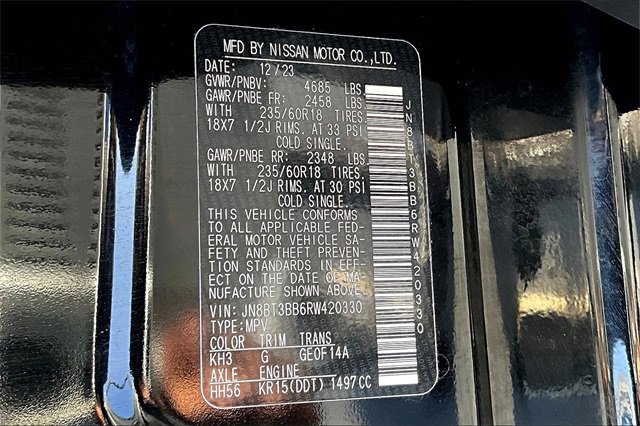 MFD BY NISSAN MOTOR CO.,LTD.
DATE: 12/23
GVWR/PNBV: 4685 LBS
GAWR/PNBE FR: 2458 LBS
WITH 235/60R18 TIRES
18X7 1/2J RIMS. AT 33 PSI
COLD SINGLE.
GAWR/PNBE RR: 2348 LBS.
WITH 235/60R18 TIRES.
18X7 1/2J RIMS. AT 30 PSI
COLD SINGLE.
THIS VEHICLE CONFORMS
TO ALL APPLICABLE FED-
ERAL MOTOR VEHICLE SA-
FETY AND THEFT PREVEN-
TION STANDARDS IN EFF-
ECT ON THE DATE OF MA-
NUFACTURE SHOWN ABOVE.
VIN: JN8BT3BB6RW420330
TYPE:MPV
COLOR TRIM TRANS
KH3 G GE0F14A
AXLE ENGINE
HH56 KR15(DDT) 1497CC
JN8BT3BB6RW420330